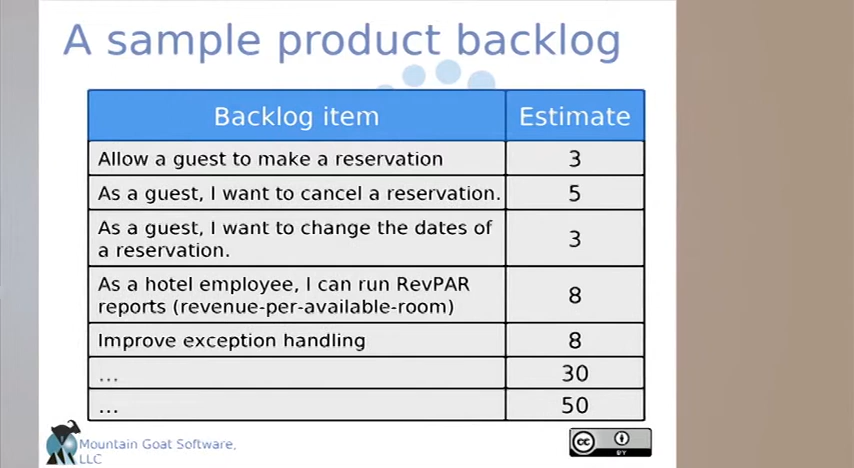 A sample product backlog
Backlog item Estimate
Allow a guest to make a reservation 3
As a guest, I want to cancel a reservation. 5
As a guest, I want to change the dates of
a reservation. 3
As a hotel employee, I can run RevPAR
reports (revenue-per-available-room) 8
Improve exception handling 8
... 30
... 50
Mountain Goat Software,
LLC
cc
BY